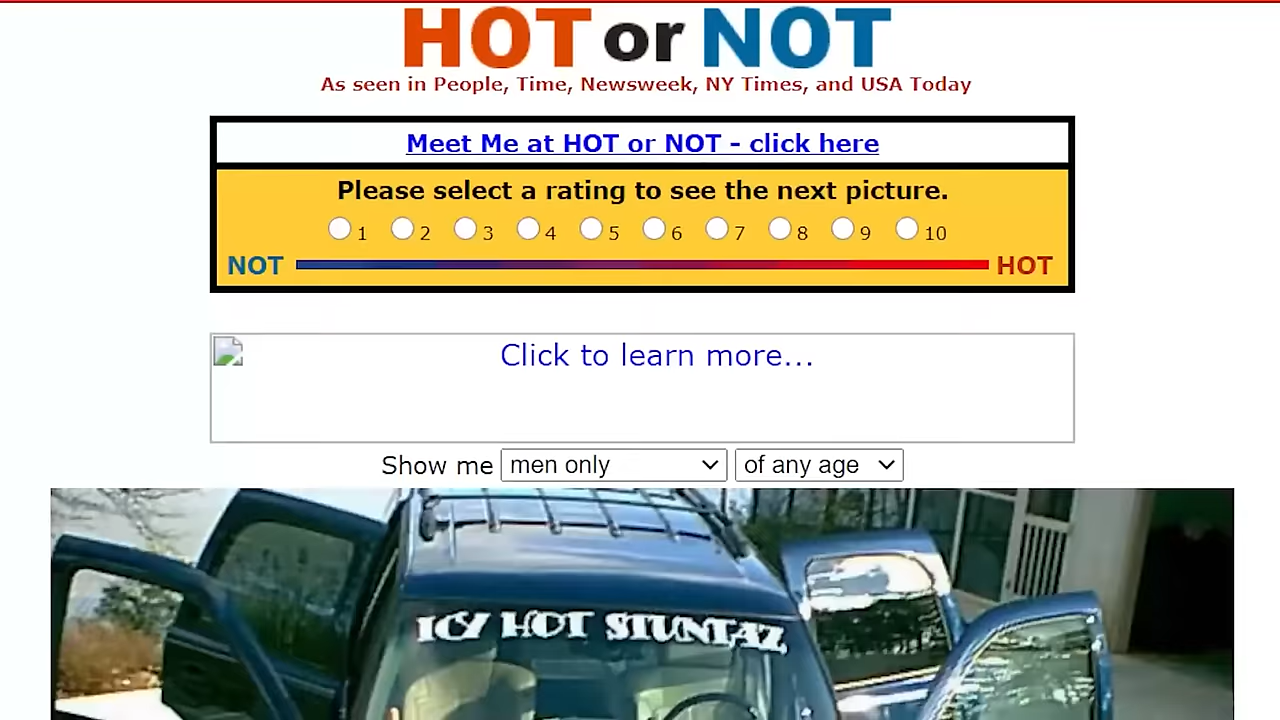 HOT or NOT
As seen in People, Time, Newsweek, NY Times, and USA Today
Meet Me at HOT or NOT - click here
Please select a rating to see the next picture.
1 2 3 4 5 6 7 8 9 10
NOT HOT
Click to learn more...
Show me men only of any age
ICY HOT STUNTAZ